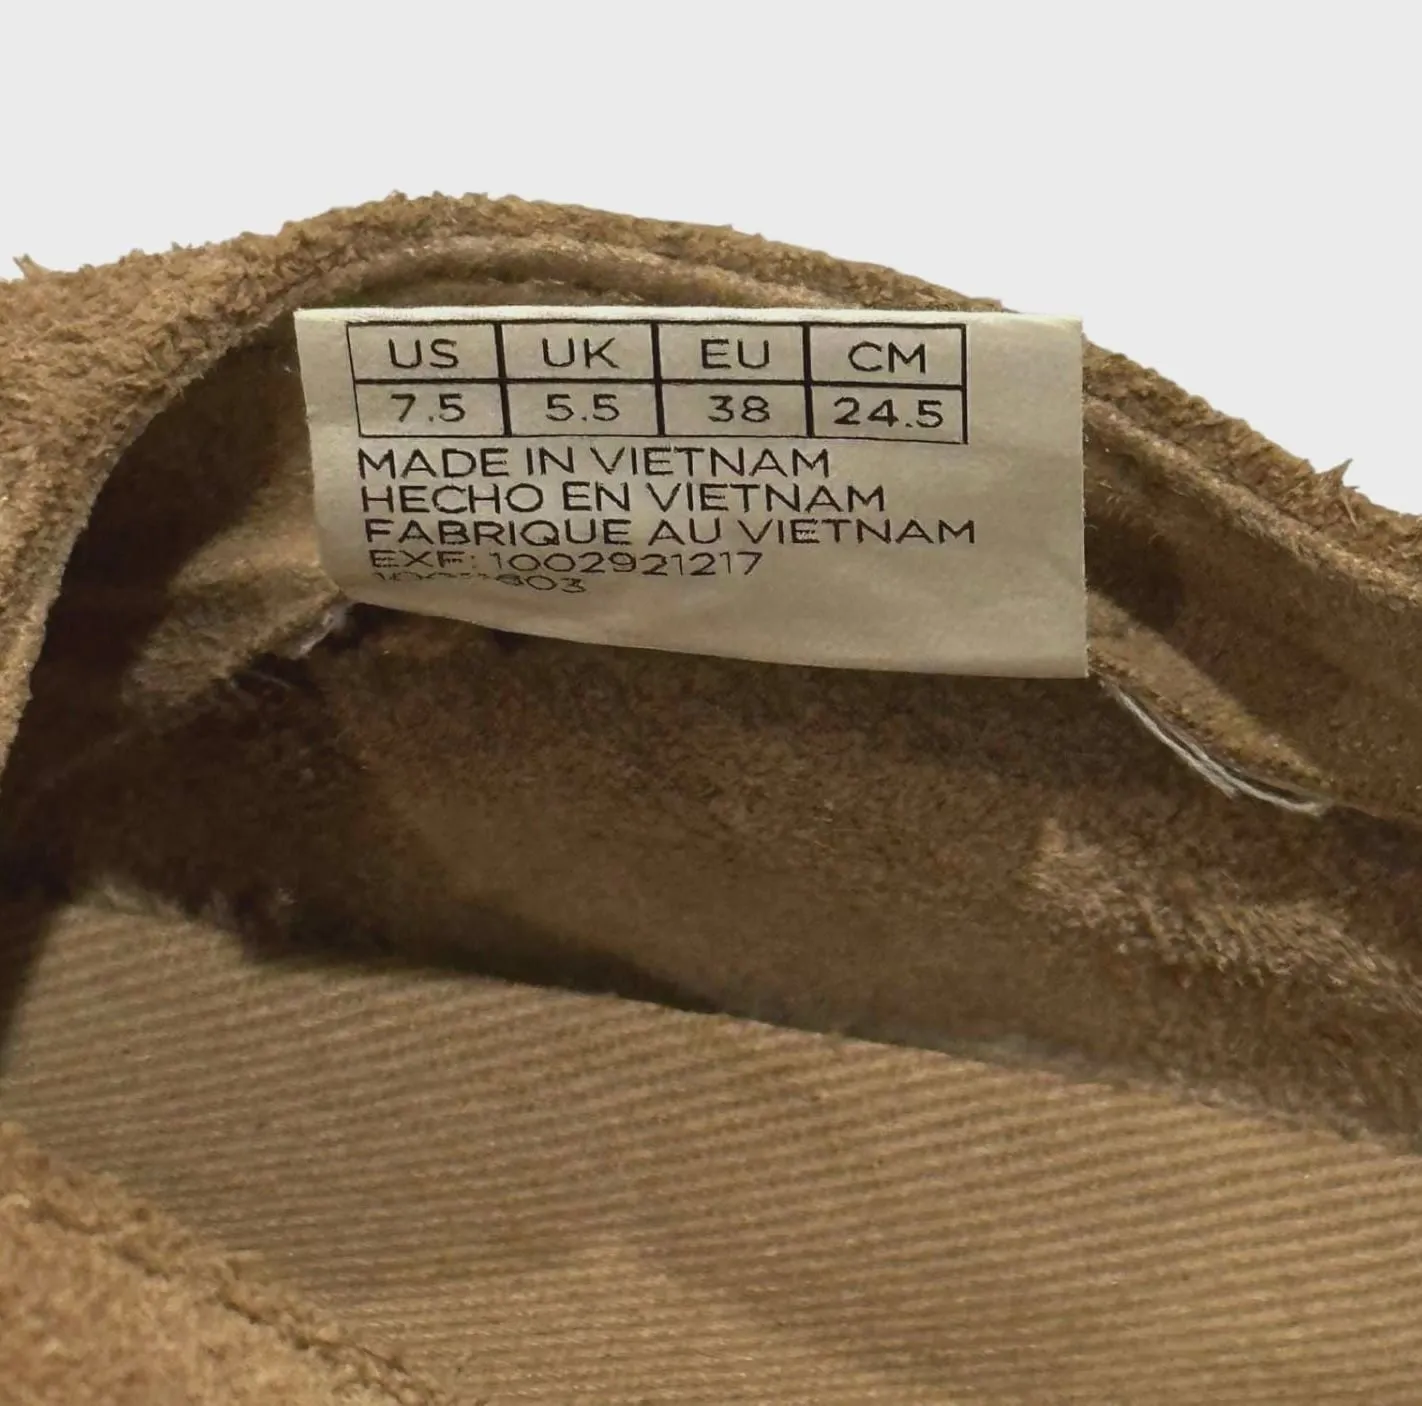 US UK EU CM
7.5 5.5 38 24.5
MADE IN VIETNAM
HECHO EN VIETNAM
FABRIQUE AU VIETNAM
EXF: 1002921217